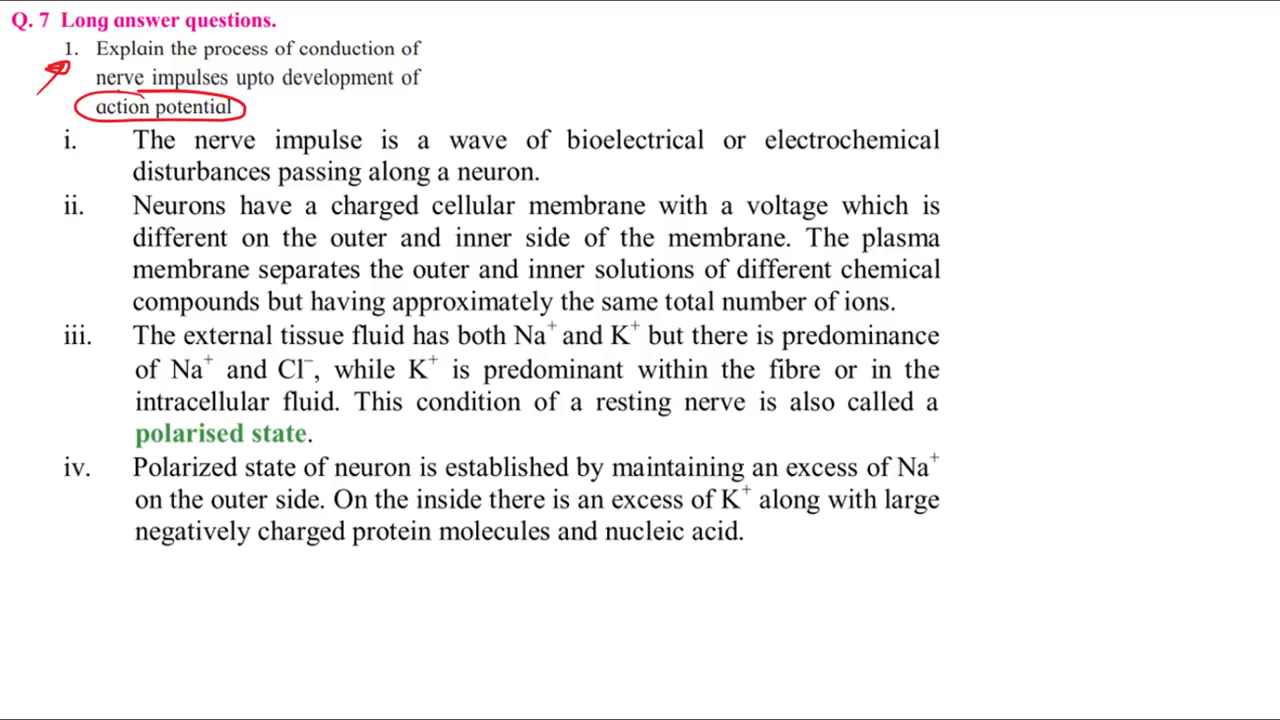 Q. 7 Long answer questions.
1. Explain the process of conduction of
nerve impulses upto development of
action potential
i. The nerve impulse is a wave of bioelectrical or electrochemical
disturbances passing along a neuron.
ii. Neurons have a charged cellular membrane with a voltage which is
different on the outer and inner side of the membrane. The plasma
membrane separates the outer and inner solutions of different chemical
compounds but having approximately the same total number of ions.
iii. The external tissue fluid has both Na⁺ and K⁺ but there is predominance
of Na⁺ and Cl⁻, while K⁺ is predominant within the fibre or in the
intracellular fluid. This condition of a resting nerve is also called a
polarised state.
iv. Polarized state of neuron is established by maintaining an excess of Na⁺
on the outer side. On the inside there is an excess of K⁺ along with large
negatively charged protein molecules and nucleic acid.